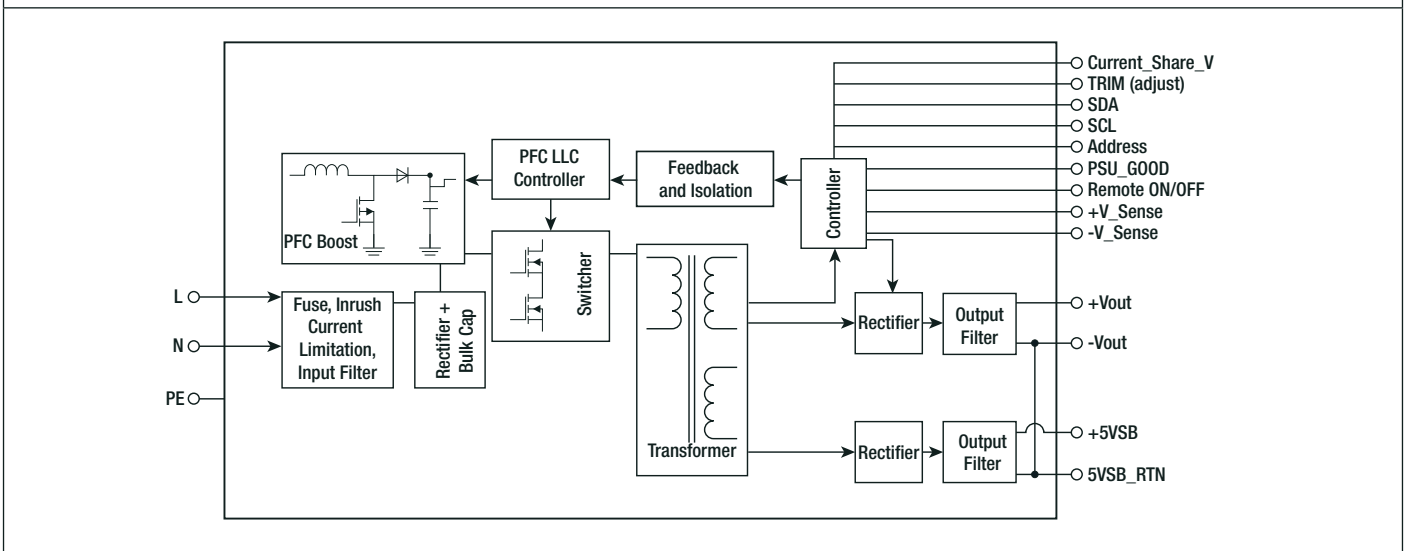 Current_Share_V
TRIM (adjust)
SDA
SCL
Address
PSU_GOOD
Remote ON/OFF
+V_Sense
-V_Sense
PFC LLC
Controller
Feedback
and Isolation
Controller
PFC Boost
Switcher
L
N
PE
Fuse, Inrush
Current
Limitation,
Input Filter
Rectifier +
Bulk Cap
Transformer
Rectifier
Output
Filter
+Vout
-Vout
Rectifier
Output
Filter
+5VSB
5VSB_RTN